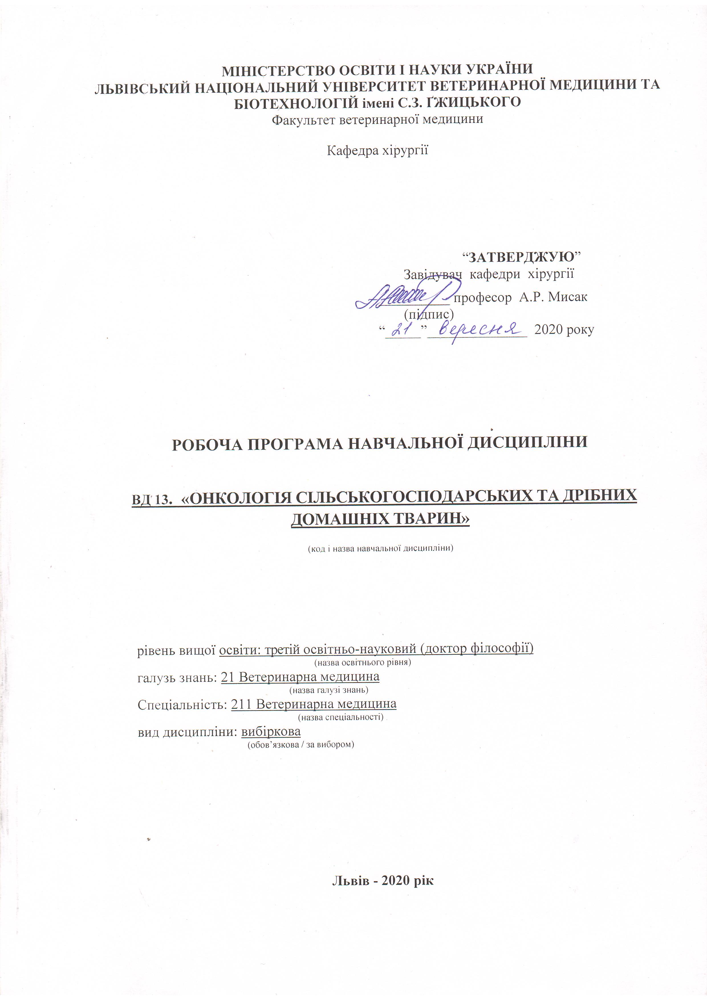 МІНІСТЕРСТВО ОСВІТИ І НАУКИ УКРАЇНИ
ЛЬВІВСЬКИЙ НАЦІОНАЛЬНИЙ УНІВЕРСИТЕТ ВЕТЕРИНАРНОЇ МЕДИЦИНИ ТА
БІОТЕХНОЛОГІЙ імені С.З. ҐЖИЦЬКОГО
Факультет ветеринарної медицини
Кафедра хірургії
“ЗАТВЕРДЖУЮ”
Завідувач кафедри хірургії
професор А.Р. Мисак
(підпис)
“ 21 ” вересня 2020 року
РОБОЧА ПРОГРАМА НАВЧАЛЬНОЇ ДИСЦИПЛІНИ
ВД 13. «ОНКОЛОГІЯ СІЛЬСЬКОГОСПОДАРСЬКИХ ТА ДРІБНИХ
ДОМАШНІХ ТВАРИН»
(код і назва навчальної дисципліни)
рівень вищої освіти: третій освітньо-науковий (доктор філософії)
(назва освітнього рівня)
галузь знань: 21 Ветеринарна медицина
(назва галузі знань)
Спеціальність: 211 Ветеринарна медицина
(назва спеціальності)
вид дисципліни: вибіркова
(обов’язкова / за вибором)
Львів - 2020 рік